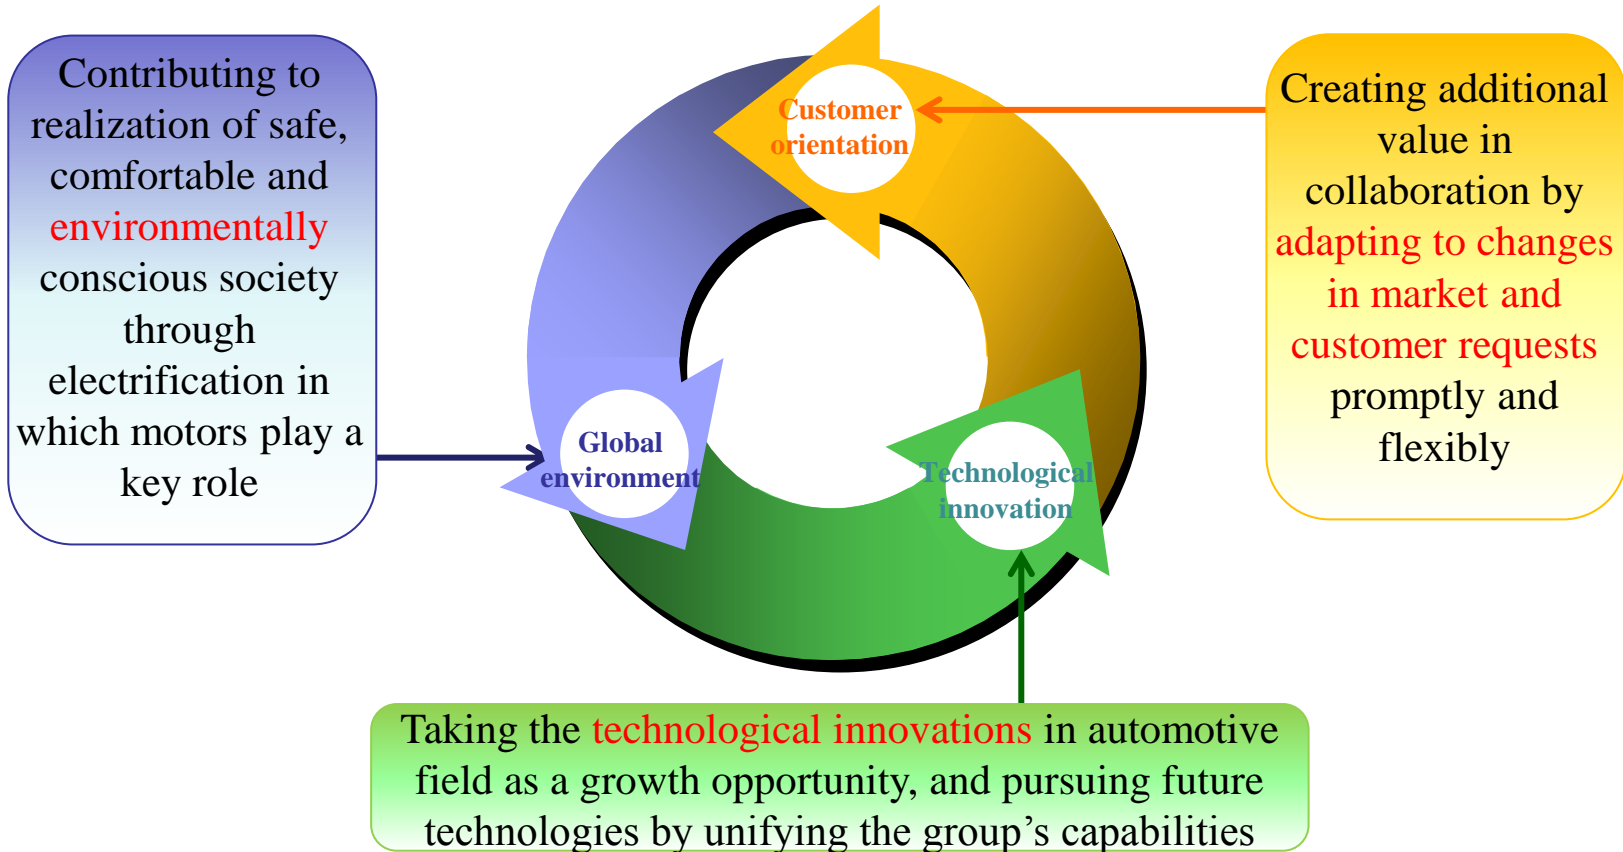 Contributing to
realization of safe,
comfortable and
environmentally
conscious society
through
electrification in
which motors play a
key role
Customer
orientation
Creating additional
value in
collaboration by
adapting to changes
in market and
customer requests
promptly and
flexibly
Global
environment
Technological
innovation
Taking the technological innovations in automotive
field as a growth opportunity, and pursuing future
technologies by unifying the group’s capabilities